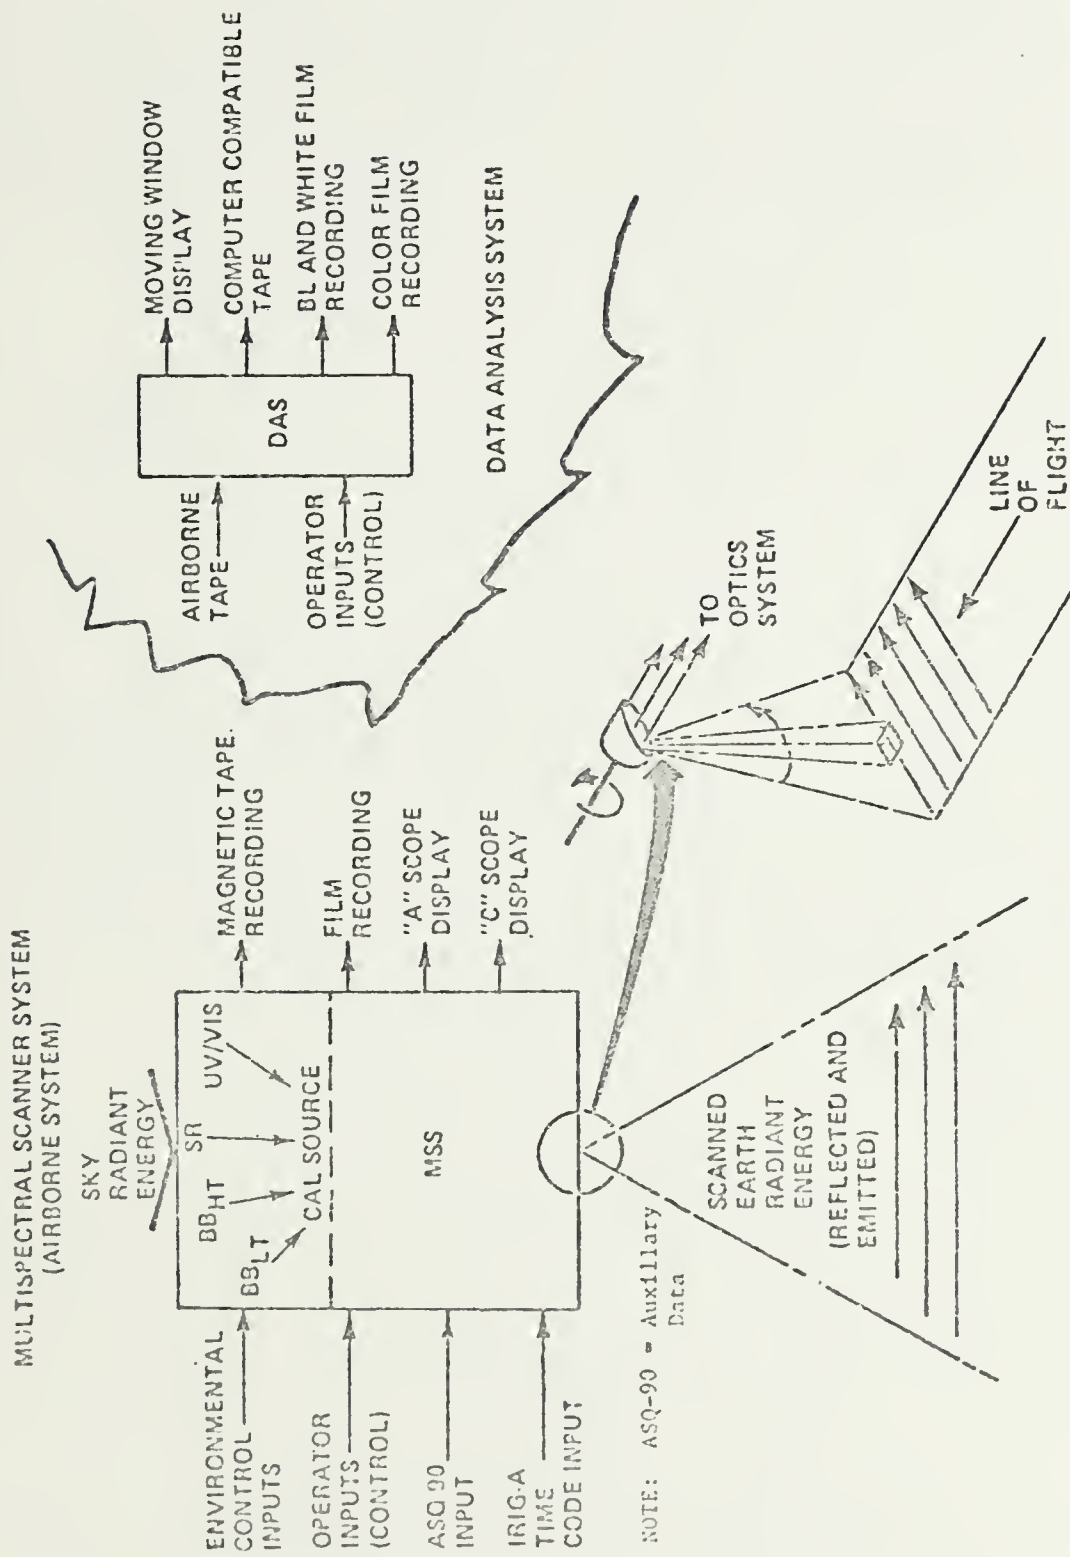 MULTISPECTRAL SCANNER SYSTEM
(AIRBORNE SYSTEM)
SKY
RADIANT
ENERGY
ENVIRONMENTAL
CONTROL
INPUTS
OPERATOR
INPUTS
(CONTROL)
ASQ 90
INPUT
IRIG-A
TIME
CODE INPUT
BBLT
BBHT
SR
UV/VIS
CAL SOURCE
MSS
MAGNETIC TAPE
RECORDING
FILM
RECORDING
"A" SCOPE
DISPLAY
"C" SCOPE
DISPLAY
NOTE: ASQ-90 = Auxillary
Data
SCANNED
EARTH
RADIANT
ENERGY
(REFLECTED AND
EMITTED)
AIRBORNE
TAPE
OPERATOR
INPUTS
(CONTROL)
DAS
MOVING WINDOW
DISPLAY
COMPUTER COMPATIBLE
TAPE
BL AND WHITE FILM
RECORDING
COLOR FILM
RECORDING
DATA ANALYSIS SYSTEM
TO
OPTICS
SYSTEM
LINE
OF
FLIGHT